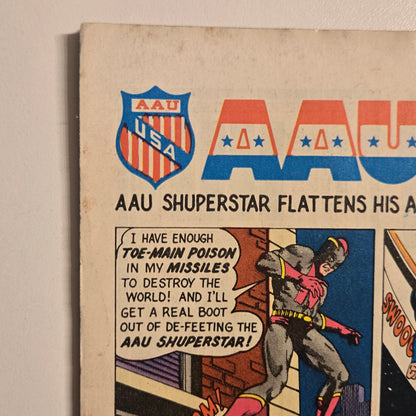 AAU
USA
AAU
AAU SHUPERSTAR FLATTENS HIS A
I HAVE ENOUGH
TOE-MAIN POISON
IN MY MISSILES
TO DESTROY THE
WORLD! AND I'LL
GET A REAL BOOT
OUT OF DE-FEETING THE
AAU SHUPERSTAR!